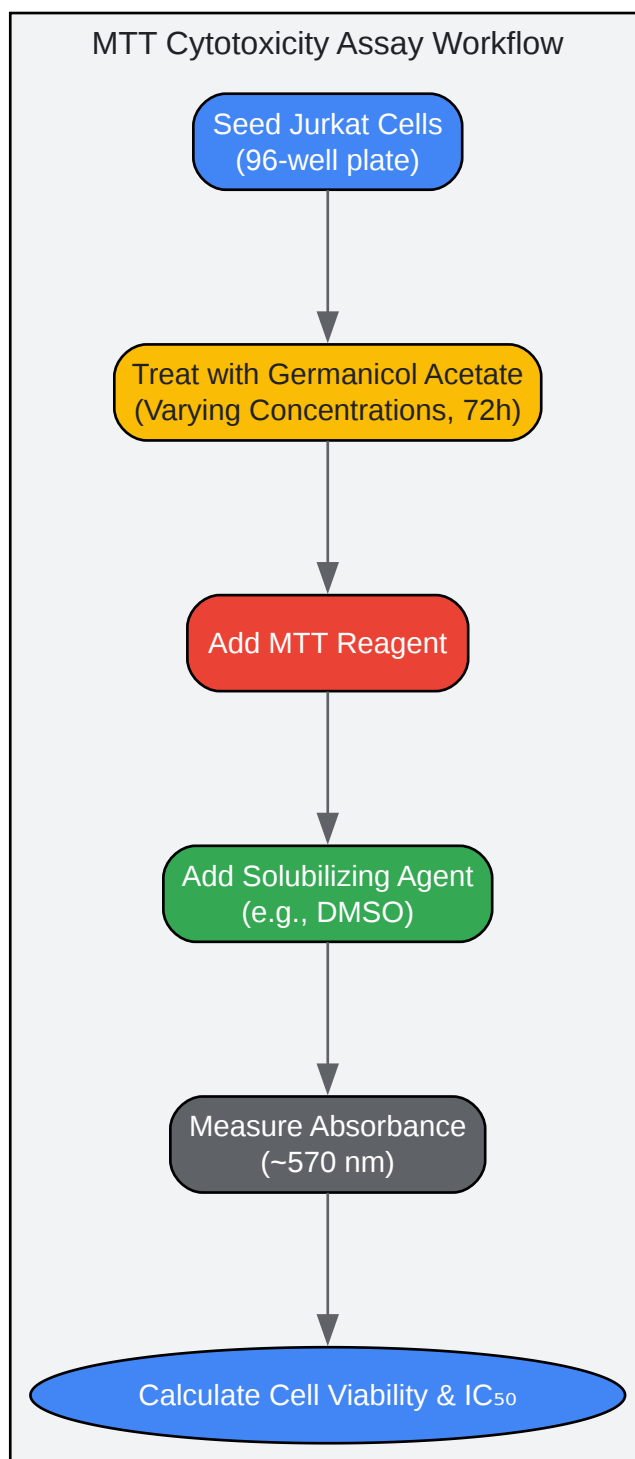 MTT Cytotoxicity Assay Workflow
Seed Jurkat Cells
(96-well plate)
Treat with Germanicol Acetate
(Varying Concentrations, 72h)
Add MTT Reagent
Add Solubilizing Agent
(e.g., DMSO)
Measure Absorbance
(~570 nm)
Calculate Cell Viability & IC₅₀